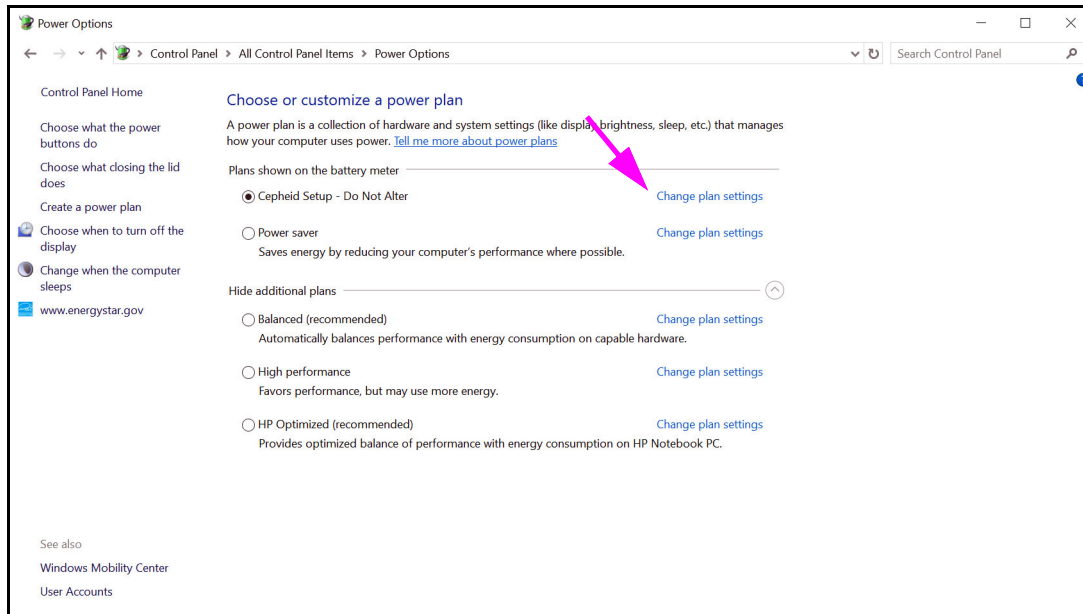 Power Options
Control Panel > All Control Panel Items > Power Options
Search Control Panel
Control Panel Home
Choose what the power
buttons do
Choose what closing the lid
does
Create a power plan
Choose when to turn off the
display
Change when the computer
sleeps
www.energystar.gov
Choose or customize a power plan
A power plan is a collection of hardware and system settings (like display brightness, sleep, etc.) that manages
how your computer uses power. Tell me more about power plans
Plans shown on the battery meter
Cepheid Setup - Do Not Alter Change plan settings
Power saver Change plan settings
Saves energy by reducing your computer's performance where possible.
Hide additional plans
Balanced (recommended) Change plan settings
Automatically balances performance with energy consumption on capable hardware.
High performance Change plan settings
Favors performance, but may use more energy.
HP Optimized (recommended) Change plan settings
Provides optimized balance of performance with energy consumption on HP Notebook PC.
See also
Windows Mobility Center
User Accounts